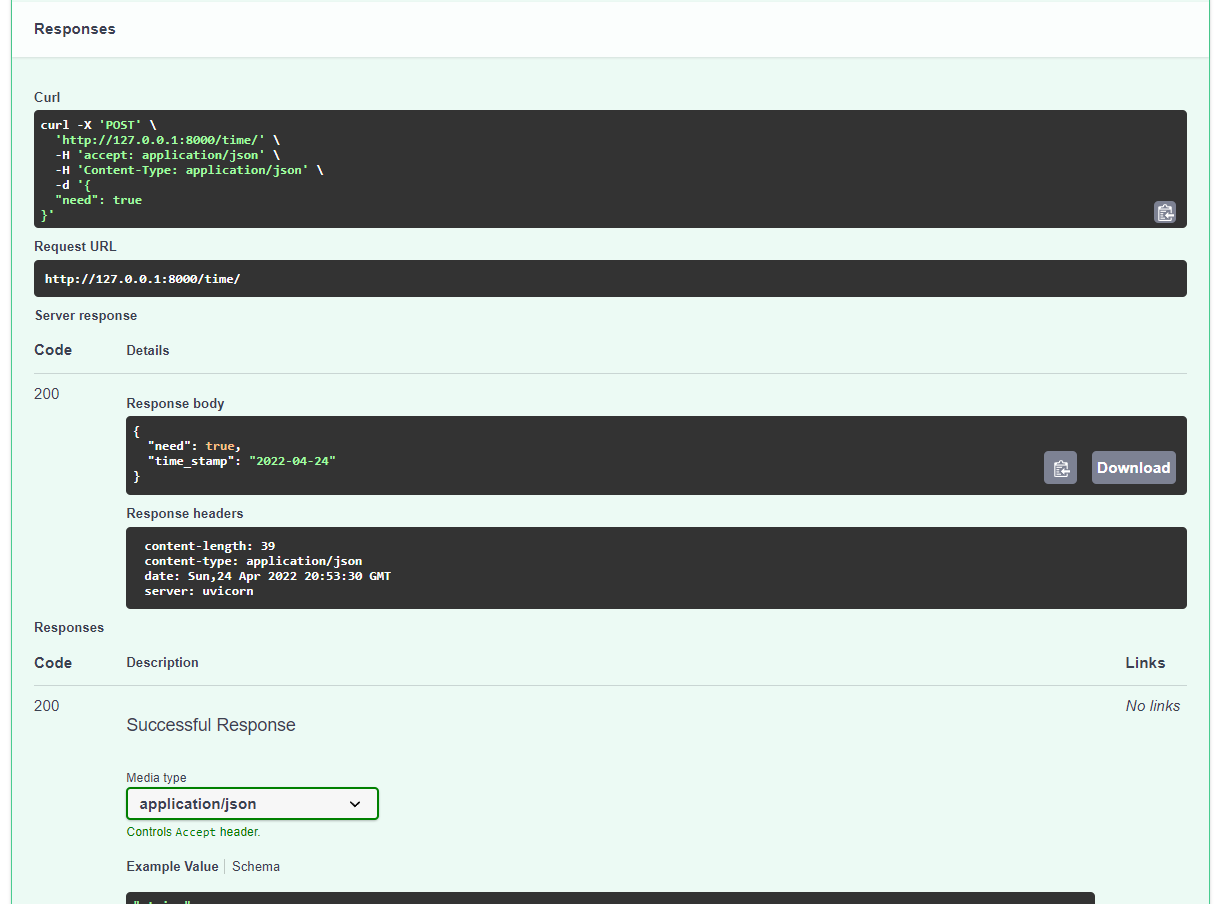 Responses
Curl
curl -X 'POST' \
  'http://127.0.0.1:8000/time/' \
  -H 'accept: application/json' \
  -H 'Content-Type: application/json' \
  -d '{
  "need": true
}'
Request URL
http://127.0.0.1:8000/time/
Server response
Code Details
200
Response body
{
  "need": true,
  "time_stamp": "2022-04-24"
}
Download
Response headers
content-length: 39
content-type: application/json
date: Sun,24 Apr 2022 20:53:30 GMT
server: uvicorn
Responses
Code Description Links
200 No links
Successful Response
Media type
application/json
Controls Accept header.
Example Value Schema